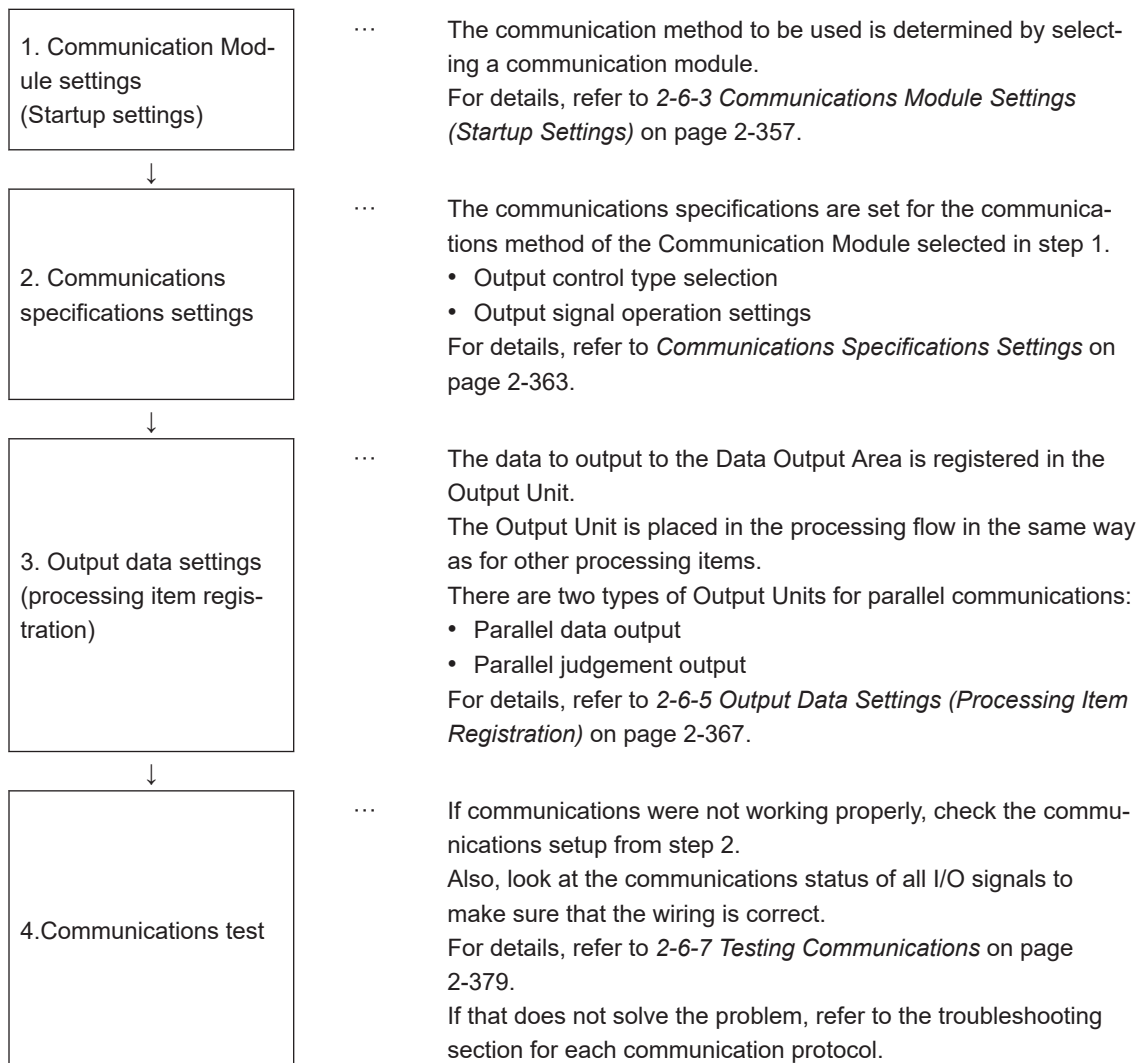 1. Communication Mod-
ule settings
(Startup settings)
… The communication method to be used is determined by select-
ing a communication module.
For details, refer to 2-6-3 Communications Module Settings
(Startup Settings) on page 2-357.
↓
2. Communications
specifications settings
… The communications specifications are set for the communica-
tions method of the Communication Module selected in step 1.
• Output control type selection
• Output signal operation settings
For details, refer to Communications Specifications Settings on
page 2-363.
↓
3. Output data settings
(processing item regis-
tration)
… The data to output to the Data Output Area is registered in the
Output Unit.
The Output Unit is placed in the processing flow in the same way
as for other processing items.
There are two types of Output Units for parallel communications:
• Parallel data output
• Parallel judgement output
For details, refer to 2-6-5 Output Data Settings (Processing Item
Registration) on page 2-367.
↓
4.Communications test
… If communications were not working properly, check the commu-
nications setup from step 2.
Also, look at the communications status of all I/O signals to
make sure that the wiring is correct.
For details, refer to 2-6-7 Testing Communications on page
2-379.
If that does not solve the problem, refer to the troubleshooting
section for each communication protocol.